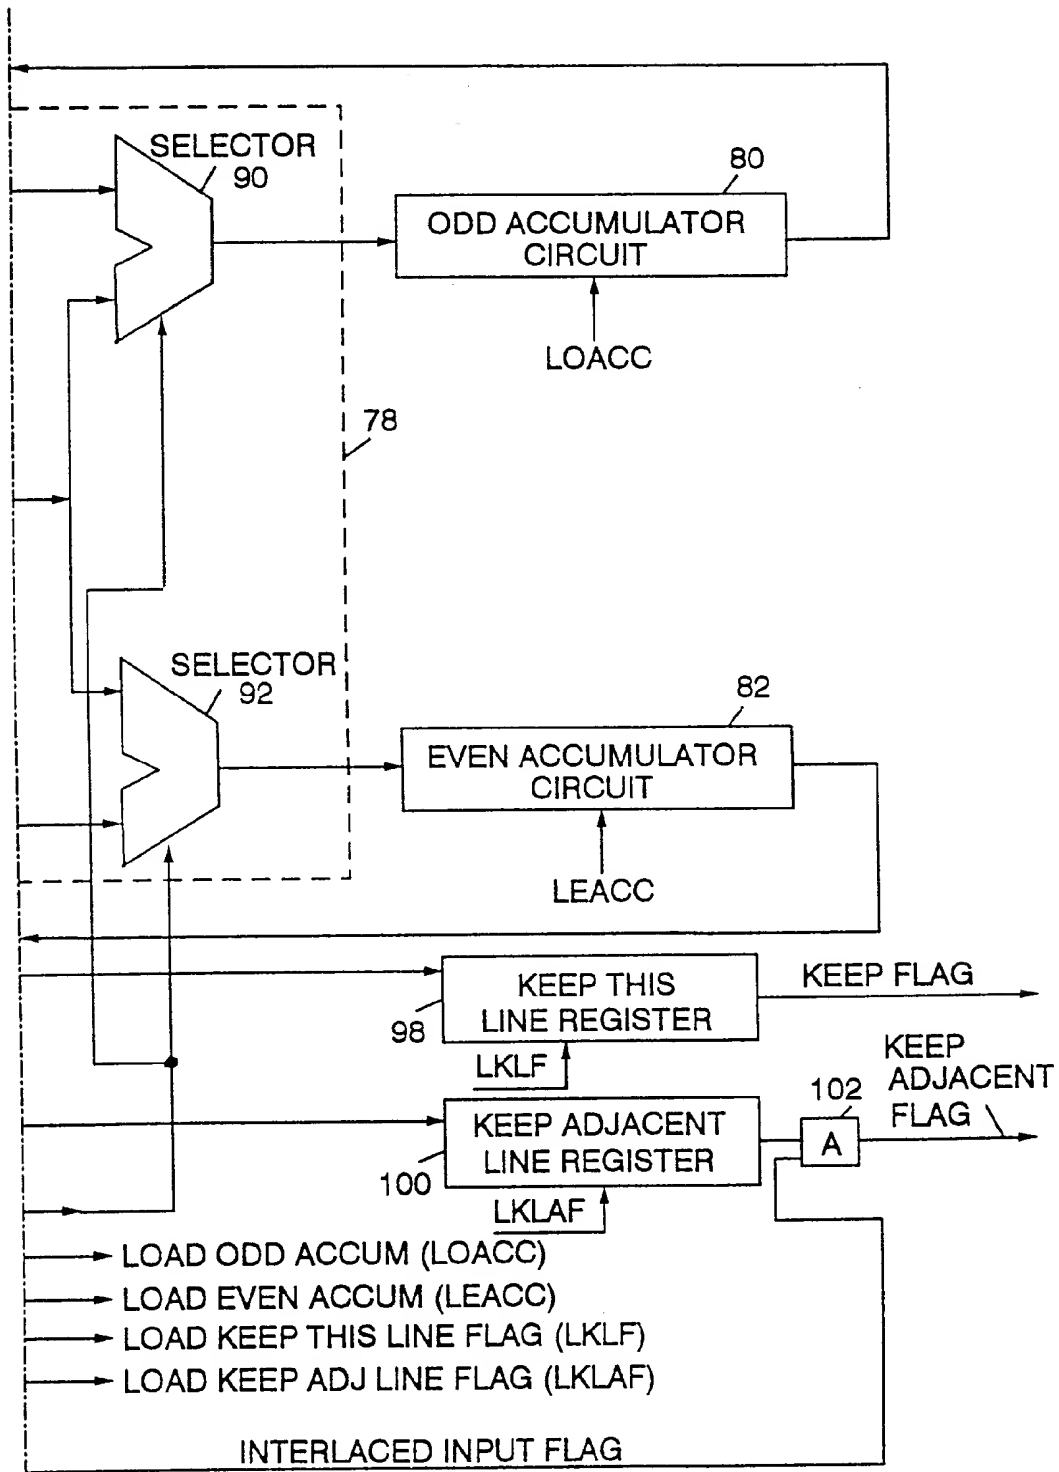 SELECTOR
90
80
ODD ACCUMULATOR
CIRCUIT
LOACC
78
SELECTOR
92
82
EVEN ACCUMULATOR
CIRCUIT
LEACC
KEEP THIS
LINE REGISTER
98
LKLF
KEEP FLAG
KEEP
ADJACENT
FLAG
102
A
KEEP ADJACENT
LINE REGISTER
100
LKLAF
LOAD ODD ACCUM (LOACC)
LOAD EVEN ACCUM (LEACC)
LOAD KEEP THIS LINE FLAG (LKLF)
LOAD KEEP ADJ LINE FLAG (LKLAF)
INTERLACED INPUT FLAG